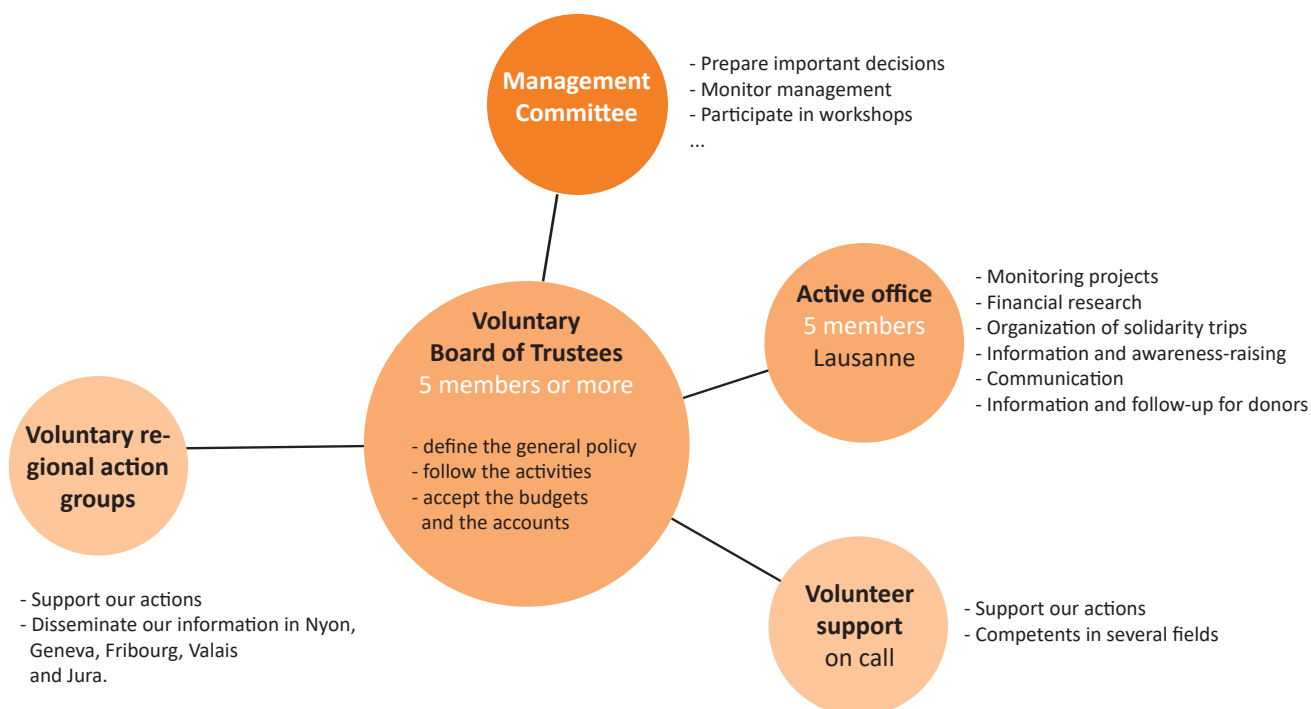 Management
Committee
- Prepare important decisions
- Monitor management
- Participate in workshops
...
Active office
5 members
Lausanne
- Monitoring projects
- Financial research
- Organization of solidarity trips
- Information and awareness-raising
- Communication
- Information and follow-up for donors
Voluntary
Board of Trustees
5 members or more
- define the general policy
- follow the activities
- accept the budgets
and the accounts
Voluntary re-
gional action
groups
- Support our actions
- Disseminate our information in Nyon,
Geneva, Fribourg, Valais
and Jura.
Volunteer
support
on call
- Support our actions
- Competents in several fields